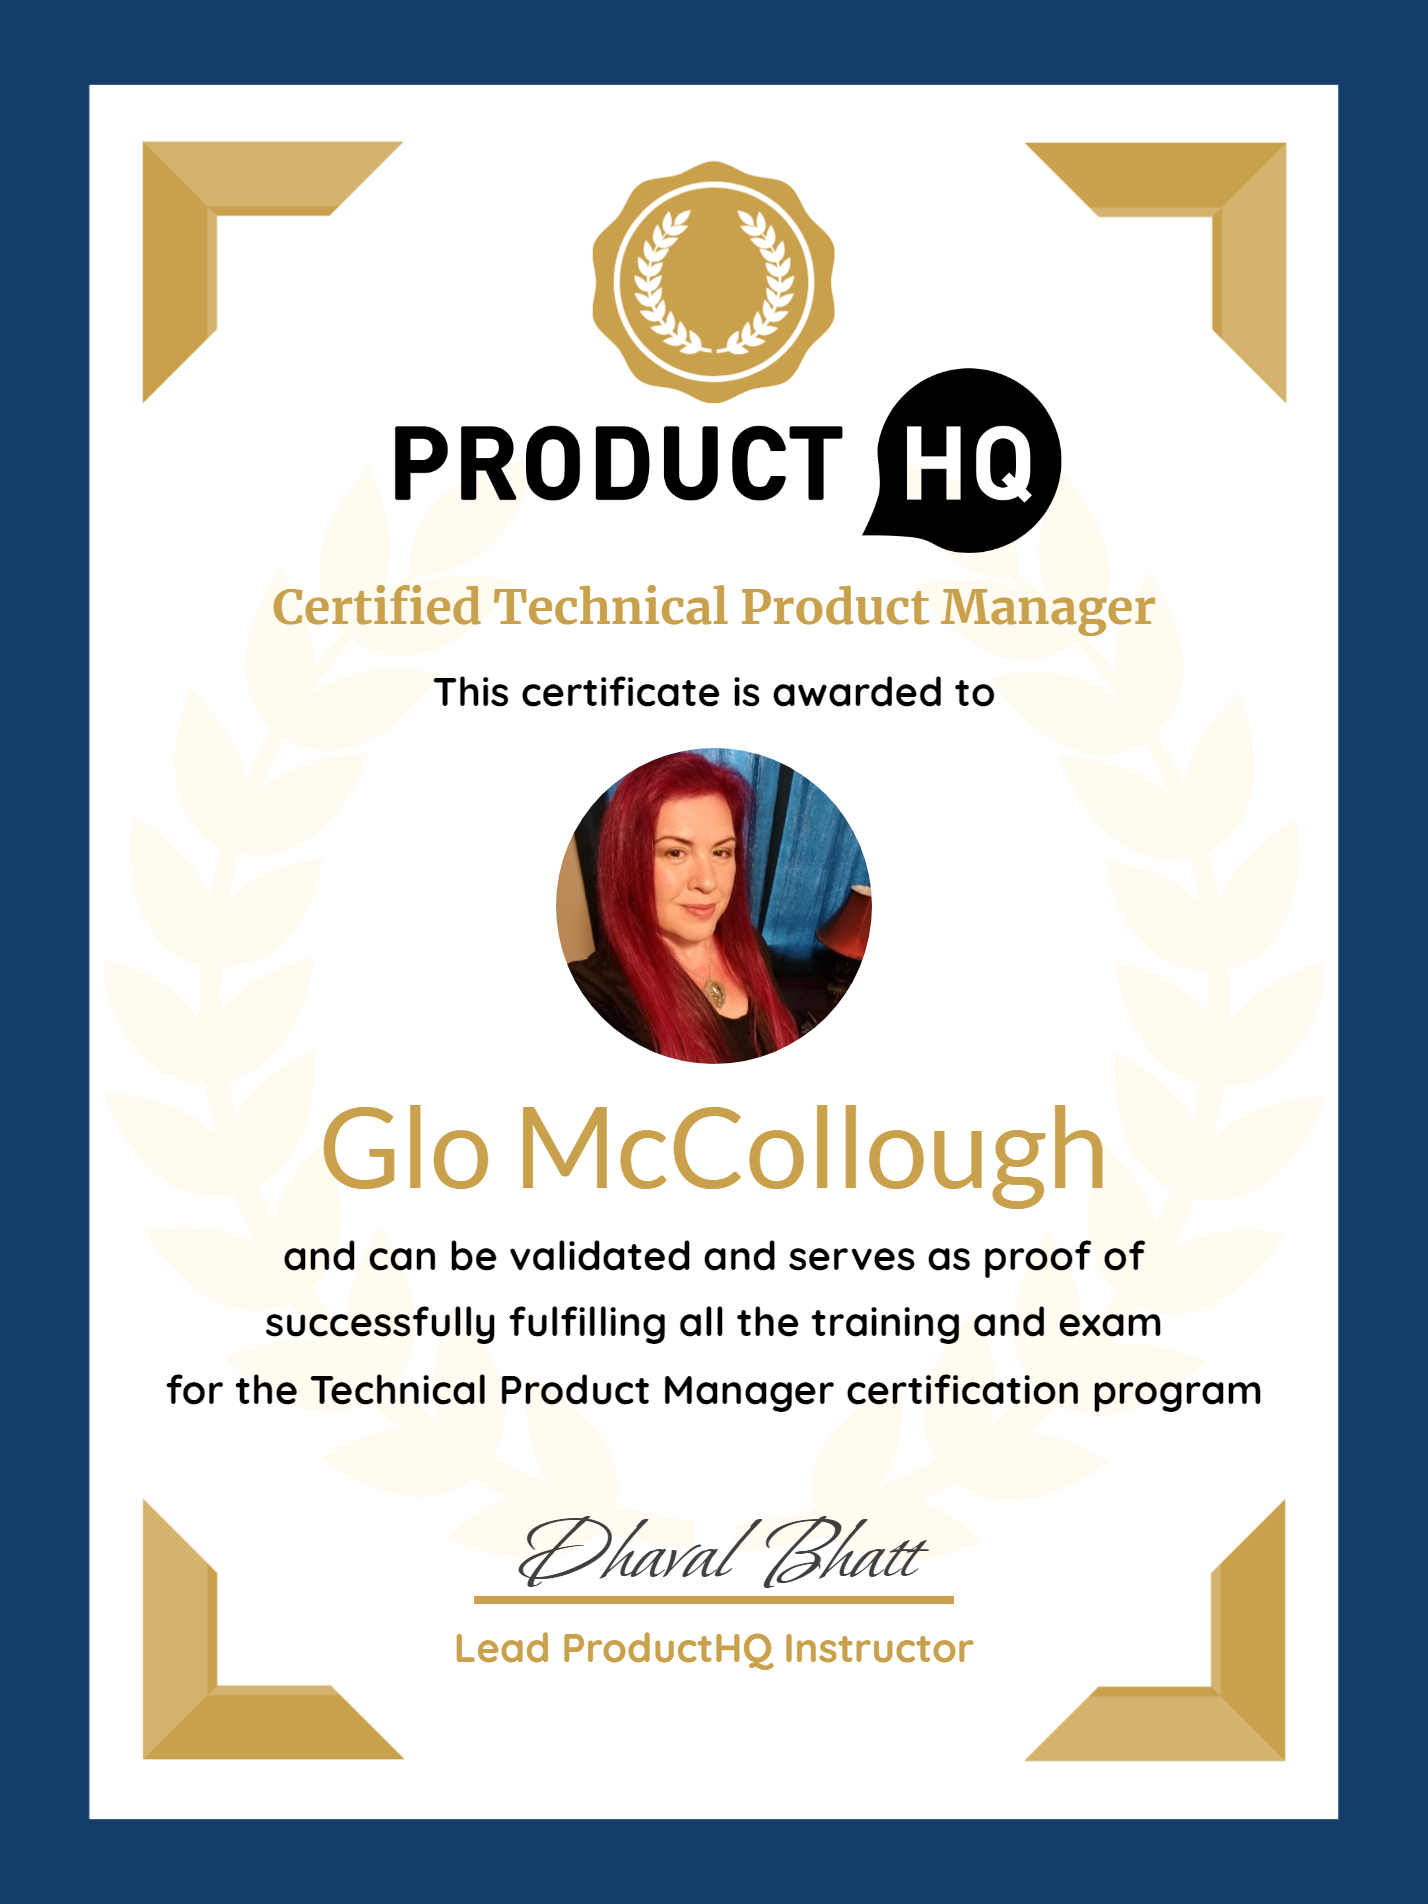 PRODUCT HQ
Certified Technical Product Manager
This certificate is awarded to
Glo McCollough
and can be validated and serves as proof of
successfully fulfilling all the training and exam
for the Technical Product Manager certification program
Dhaval Bhatt
Lead ProductHQ Instructor